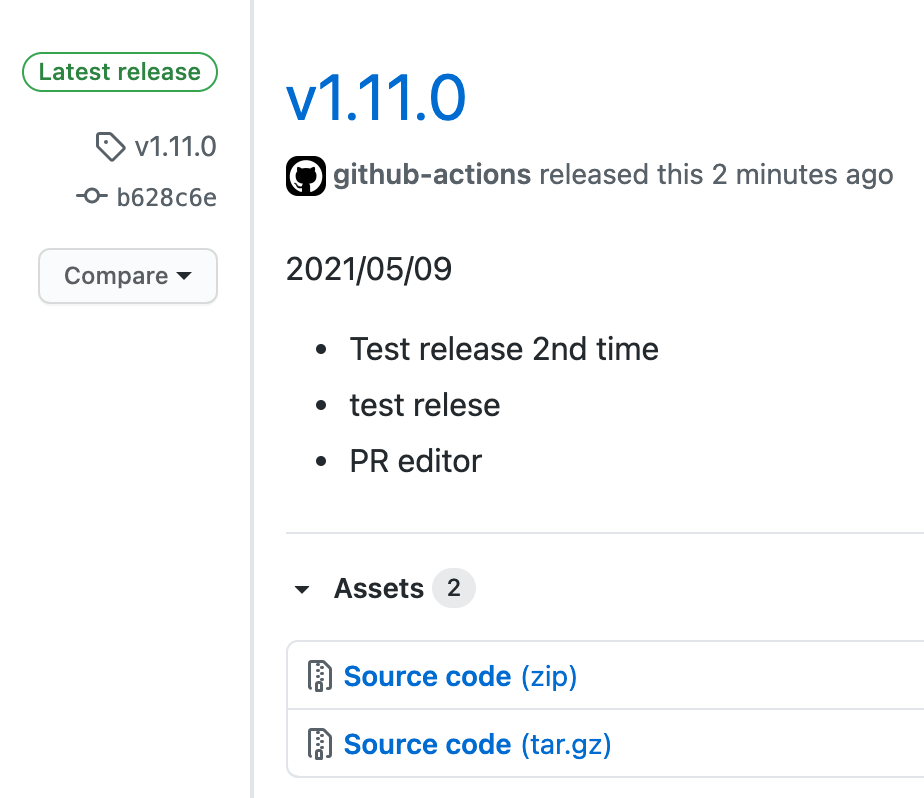 Latest release
v1.11.0
b628c6e
Compare
v1.11.0
github-actions released this 2 minutes ago
2021/05/09
Test release 2nd time
test relese
PR editor
Assets 2
Source code (zip)
Source code (tar.gz)